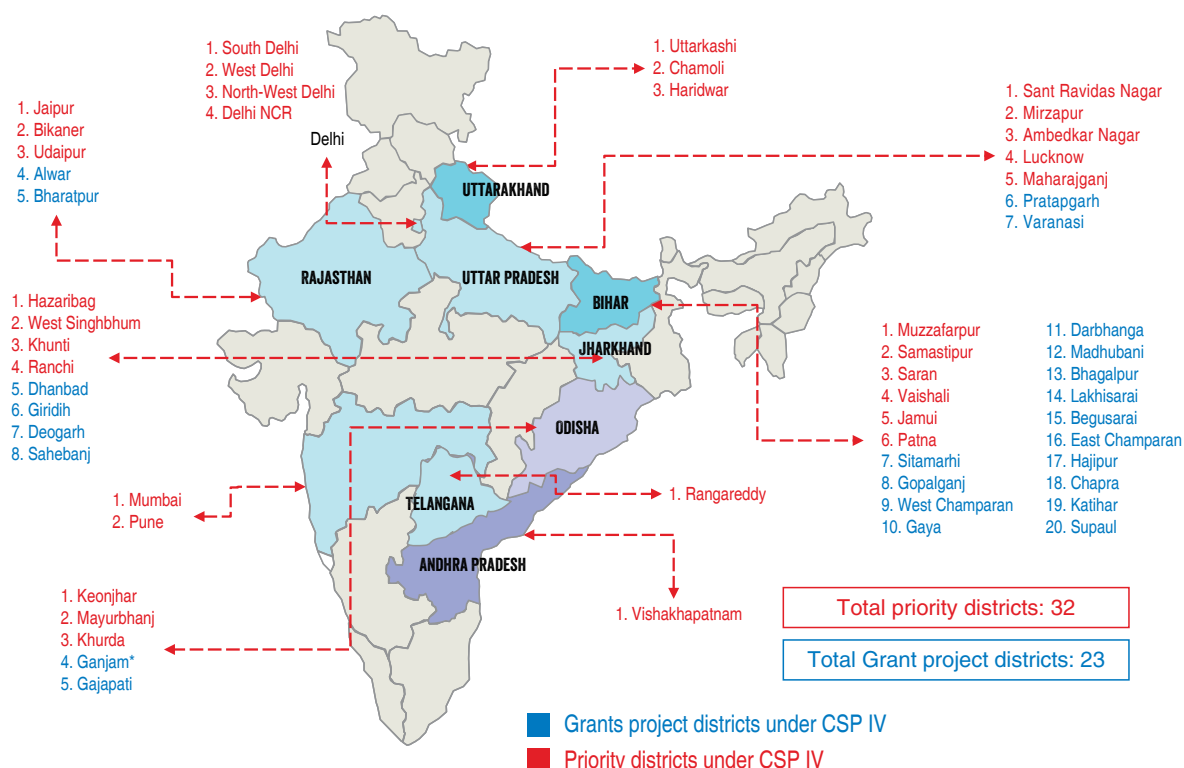 1. South Delhi
2. West Delhi
3. North-West Delhi
4. Delhi NCR
Delhi
1. Uttarkashi
2. Chamoli
3. Haridwar
1. Sant Ravidas Nagar
2. Mirzapur
3. Ambedkar Nagar
4. Lucknow
5. Maharajganj
6. Pratapgarh
7. Varanasi
1. Jaipur
2. Bikaner
3. Udaipur
4. Alwar
5. Bharatpur
UTTARAKHAND
RAJASTHAN
UTTAR PRADESH
BIHAR
JHARKHAND
ODISHA
TELANGANA
ANDHRA PRADESH
1. Hazaribag
2. West Singhbhum
3. Khunti
4. Ranchi
5. Dhanbad
6. Giridih
7. Deogarh
8. Sahebanj
1. Muzzafarpur
2. Samastipur
3. Saran
4. Vaishali
5. Jamui
6. Patna
7. Sitamarhi
8. Gopalganj
9. West Champaran
10. Gaya
11. Darbhanga
12. Madhubani
13. Bhagalpur
14. Lakhisarai
15. Begusarai
16. East Champaran
17. Hajipur
18. Chapra
19. Katihar
20. Supaul
1. Mumbai
2. Pune
1. Rangareddy
1. Vishakhapatnam
1. Keonjhar
2. Mayurbhanj
3. Khurda
4. Ganjam*
5. Gajapati
Total priority districts: 32
Total Grant project districts: 23
Grants project districts under CSP IV
Priority districts under CSP IV